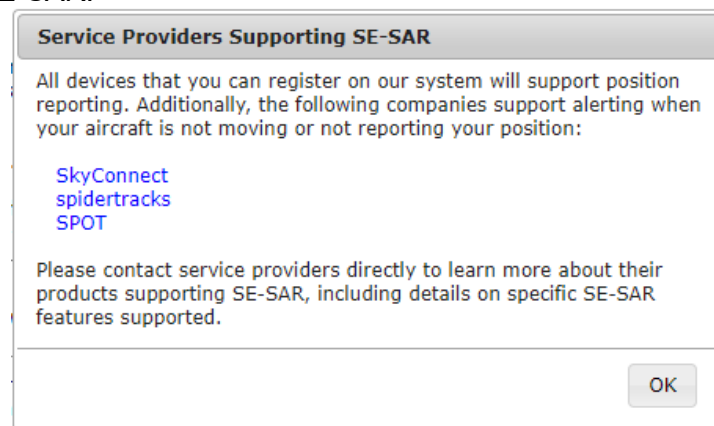 Service Providers Supporting SE-SAR
All devices that you can register on our system will support position
reporting. Additionally, the following companies support alerting when
your aircraft is not moving or not reporting your position:
SkyConnect
spidertracks
SPOT
Please contact service providers directly to learn more about their
products supporting SE-SAR, including details on specific SE-SAR
features supported.
OK